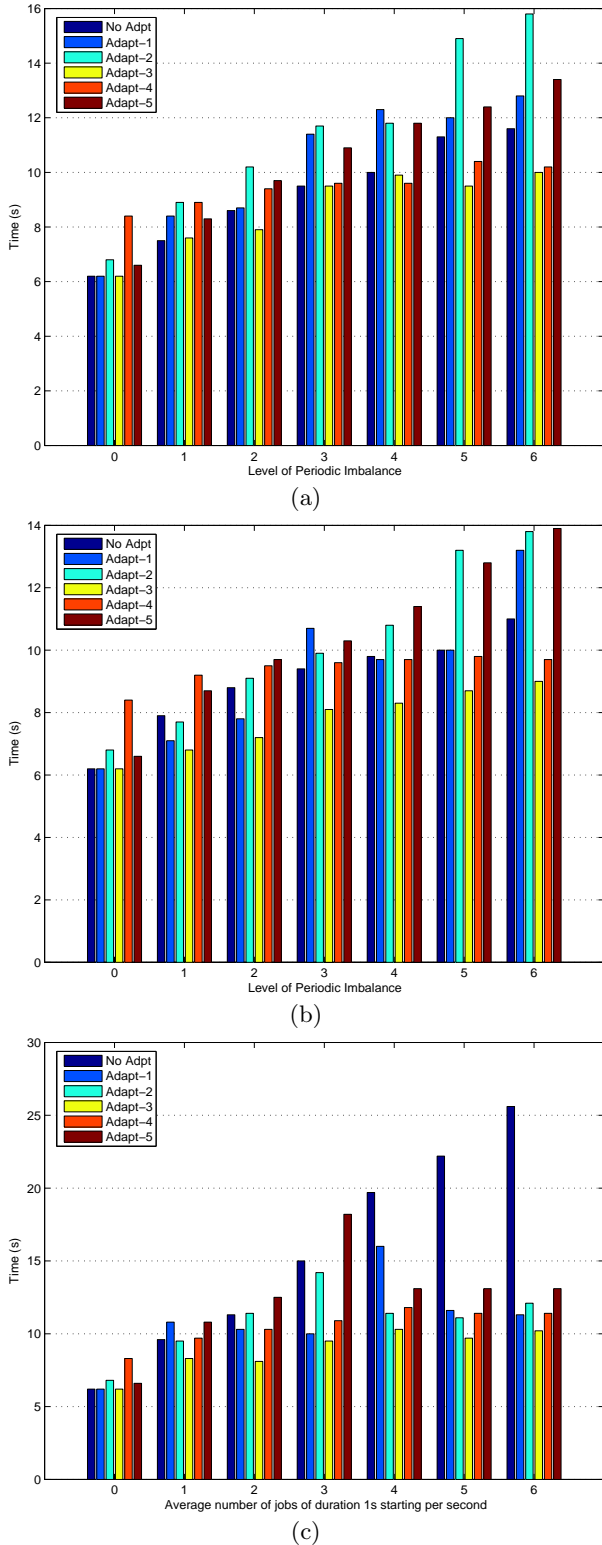 16
14
12
10
8
6
4
2
0
Time (s)
No Adpt
Adapt−1
Adapt−2
Adapt−3
Adapt−4
Adapt−5
0 1 2 3 4 5 6
Level of Periodic Imbalance
(a)
14
12
10
8
6
4
2
0
Time (s)
No Adpt
Adapt−1
Adapt−2
Adapt−3
Adapt−4
Adapt−5
0 1 2 3 4 5 6
Level of Periodic Imbalance
(b)
30
25
20
15
10
5
0
Time (s)
No Adpt
Adapt−1
Adapt−2
Adapt−3
Adapt−4
Adapt−5
0 1 2 3 4 5 6
Average number of jobs of duration 1s starting per second
(c)